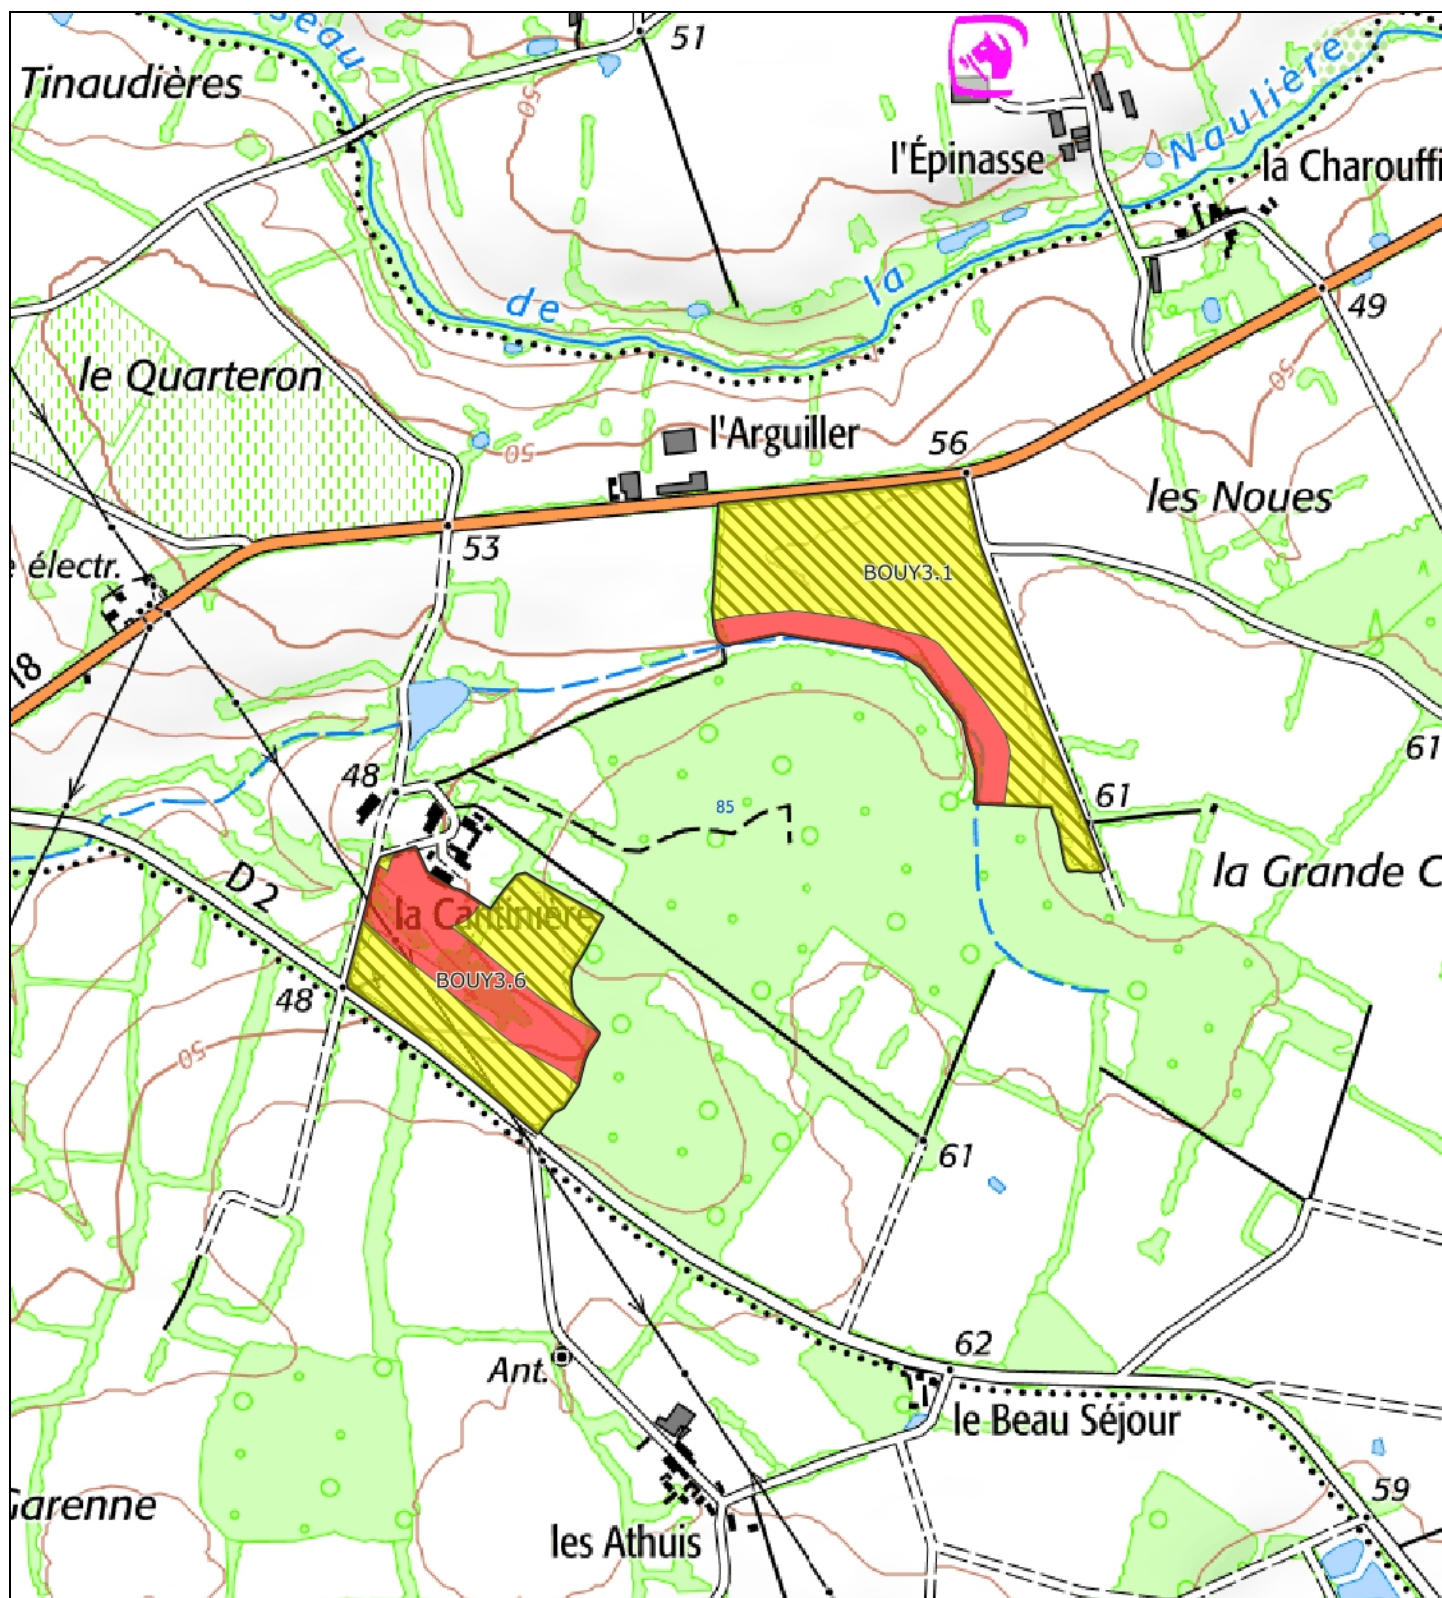 seau
51
Tinaudières
50
Naulière
l'Épinasse
la Charouffi
de
la
49
le Quarteron
50
l'Arguiller
56
50
les Noues
53
électr.
BOUY3.1
18
61
48
61
85
D 2
la Grande C
la Cantinière
BOUY3.6
48
50
61
62
Ant.
le Beau Séjour
59
Garenne
les Athuis